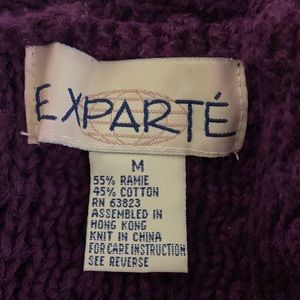 EXPARTÉ
M
55% RAMIE
45% COTTON
RN 63823
ASSEMBLED IN
HONG KONG
KNIT IN CHINA
FOR CARE INSTRUCTION
SEE REVERSE